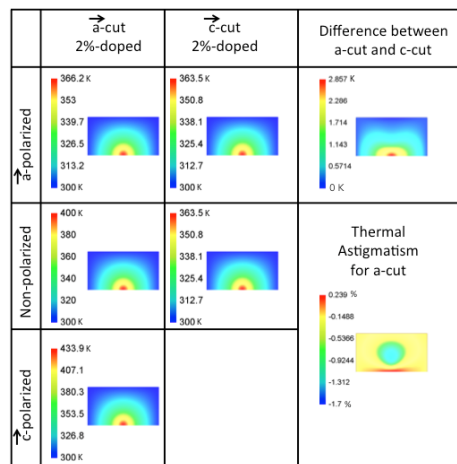 a-cut
2%-doped
c-cut
2%-doped
Difference between
a-cut and c-cut
a-polarized
366.2 K
353
339.7
326.5
313.2
300 K
363.5 K
350.8
338.1
325.4
312.7
300 K
2.857 K
2.286
1.714
1.143
0.5714
0 K
Non-polarized
400 K
380
360
340
320
300 K
363.5 K
350.8
338.1
325.4
312.7
300 K
Thermal
Astigmatism
for a-cut
0.239 %
-0.1488
-0.5366
-0.9244
-1.312
-1.7 %
c-polarized
433.9 K
407.1
380.3
353.5
326.8
300 K